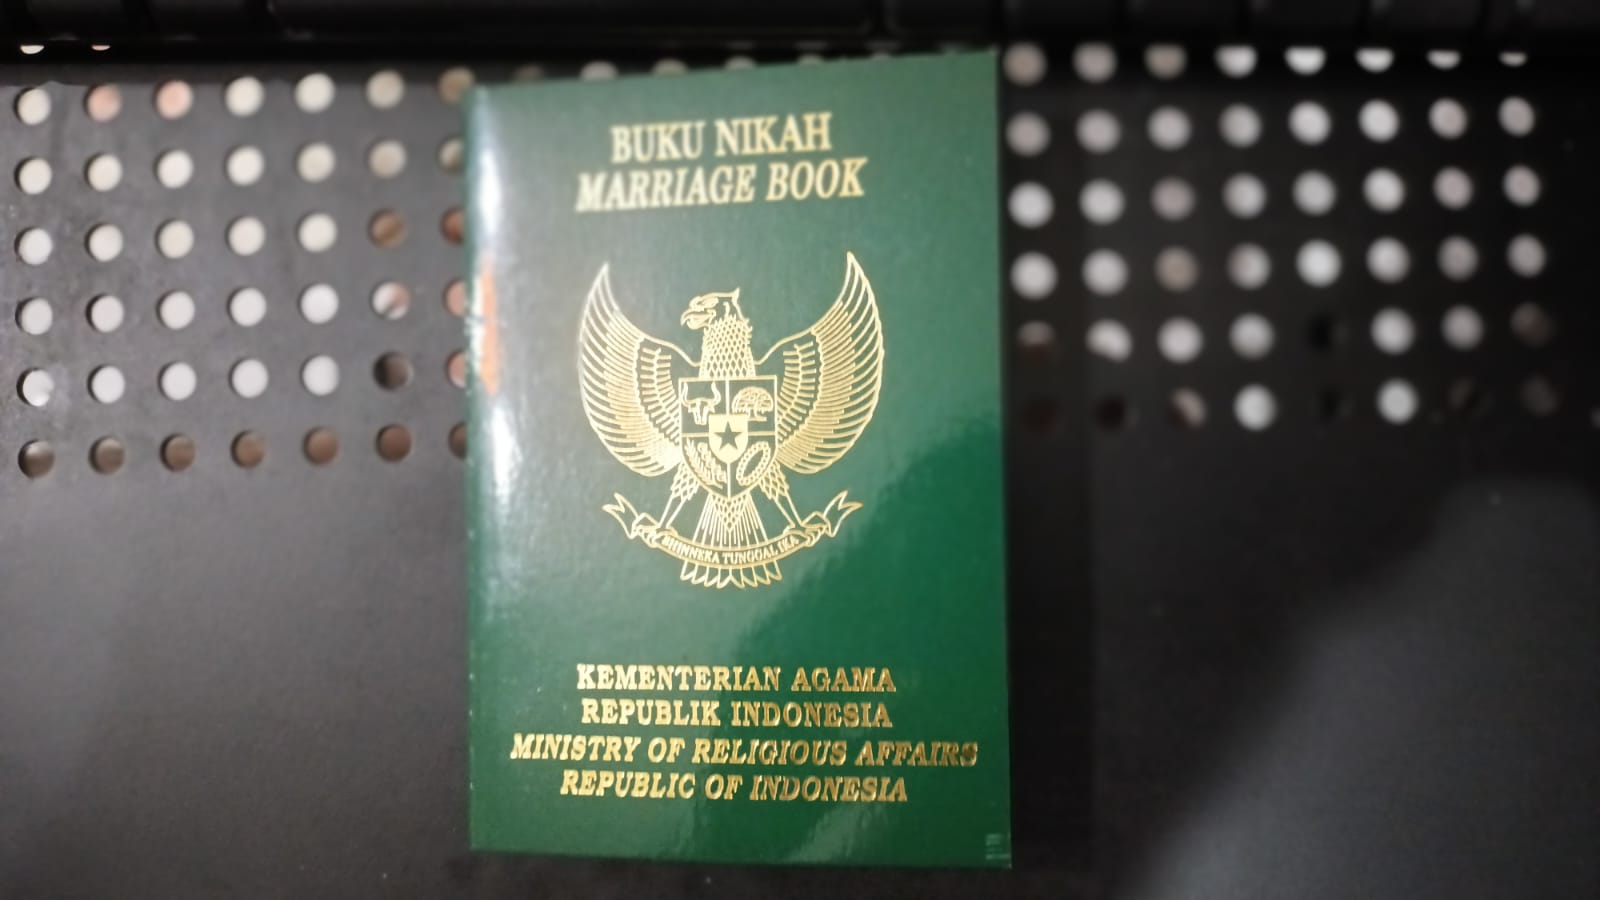 BUKU NIKAH
MARRIAGE BOOK
BHINNEKA TUNGGAL IKA
KEMENTERIAN AGAMA
REPUBLIK INDONESIA
MINISTRY OF RELIGIOUS AFFAIRS
REPUBLIC OF INDONESIA